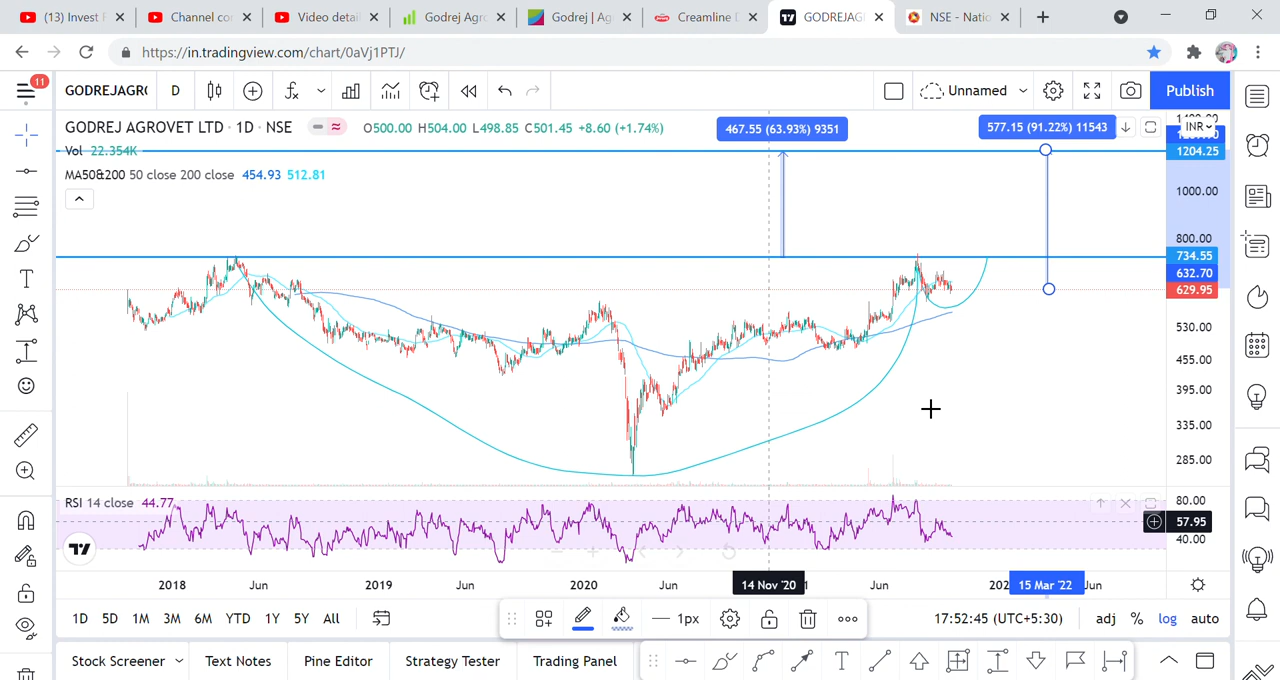 (13) Invest F
Channel co
Video detail
Godrej Agro
Godrej | Ag
Creamline D
GODREJAGI
NSE - Natio
https://in.tradingview.com/chart/0aVj1PTJ/
11
GODREJAGRO
D
Unnamed
Publish
GODREJ AGROVET LTD · 1D · NSE
O500.00 H504.00 L498.85 C501.45 +8.60 (+1.74%)
467.55 (63.93%) 9351
577.15 (91.22%) 11543
INR
Vol 22.354K
1204.25
MA50&200 50 close 200 close 454.93 512.81
1000.00
800.00
734.55
632.70
629.95
530.00
455.00
395.00
335.00
285.00
RSI 14 close 44.77
80.00
57.95
40.00
2018
Jun
2019
Jun
2020
Jun
14 Nov '20
Jun
15 Mar '22
Jun
1D 5D 1M 3M 6M YTD 1Y 5Y All
1px
17:52:45 (UTC+5:30)
adj % log auto
Stock Screener
Text Notes
Pine Editor
Strategy Tester
Trading Panel